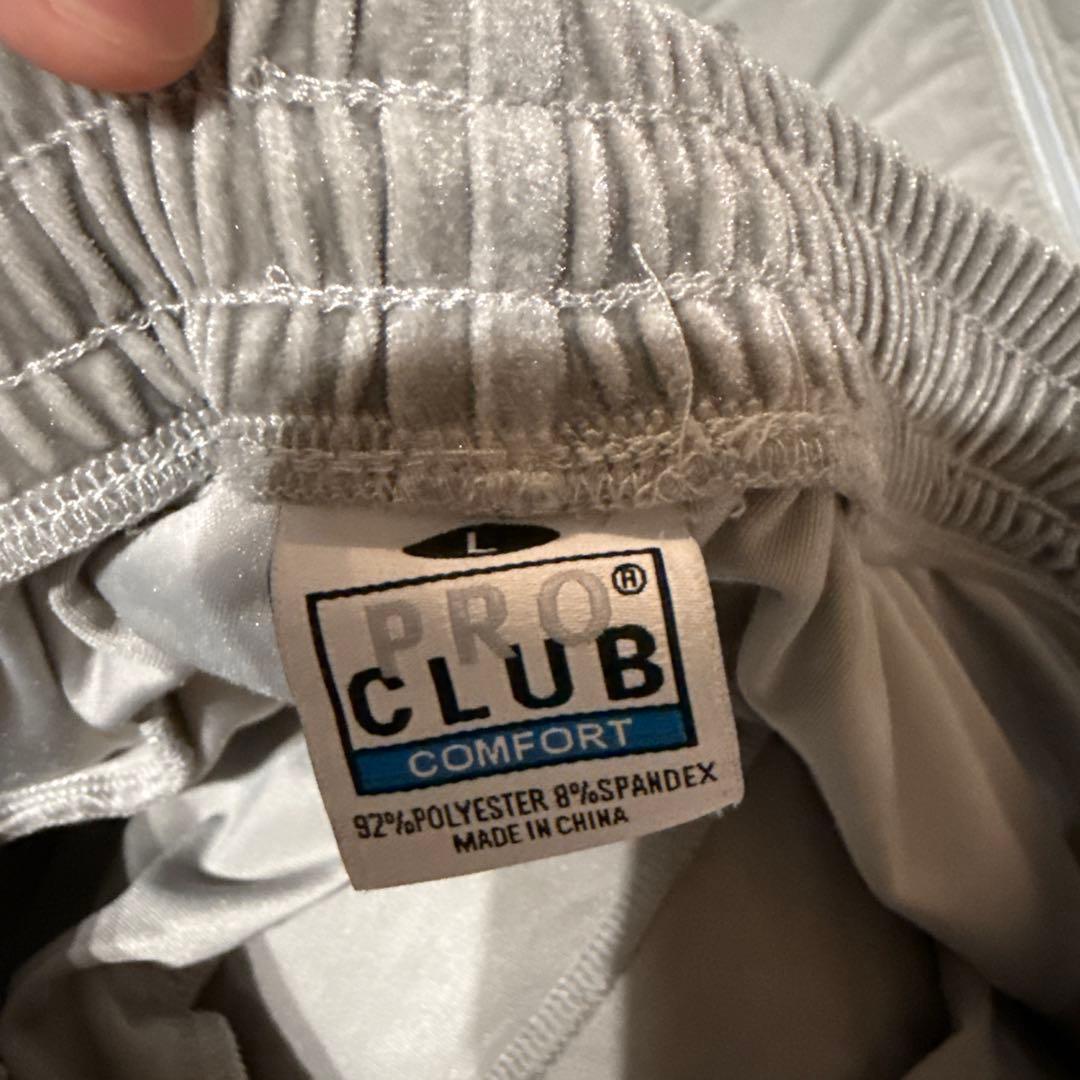 L
PRO®
CLUB
COMFORT
92%POLYESTER 8%SPANDEX
MADE IN CHINA